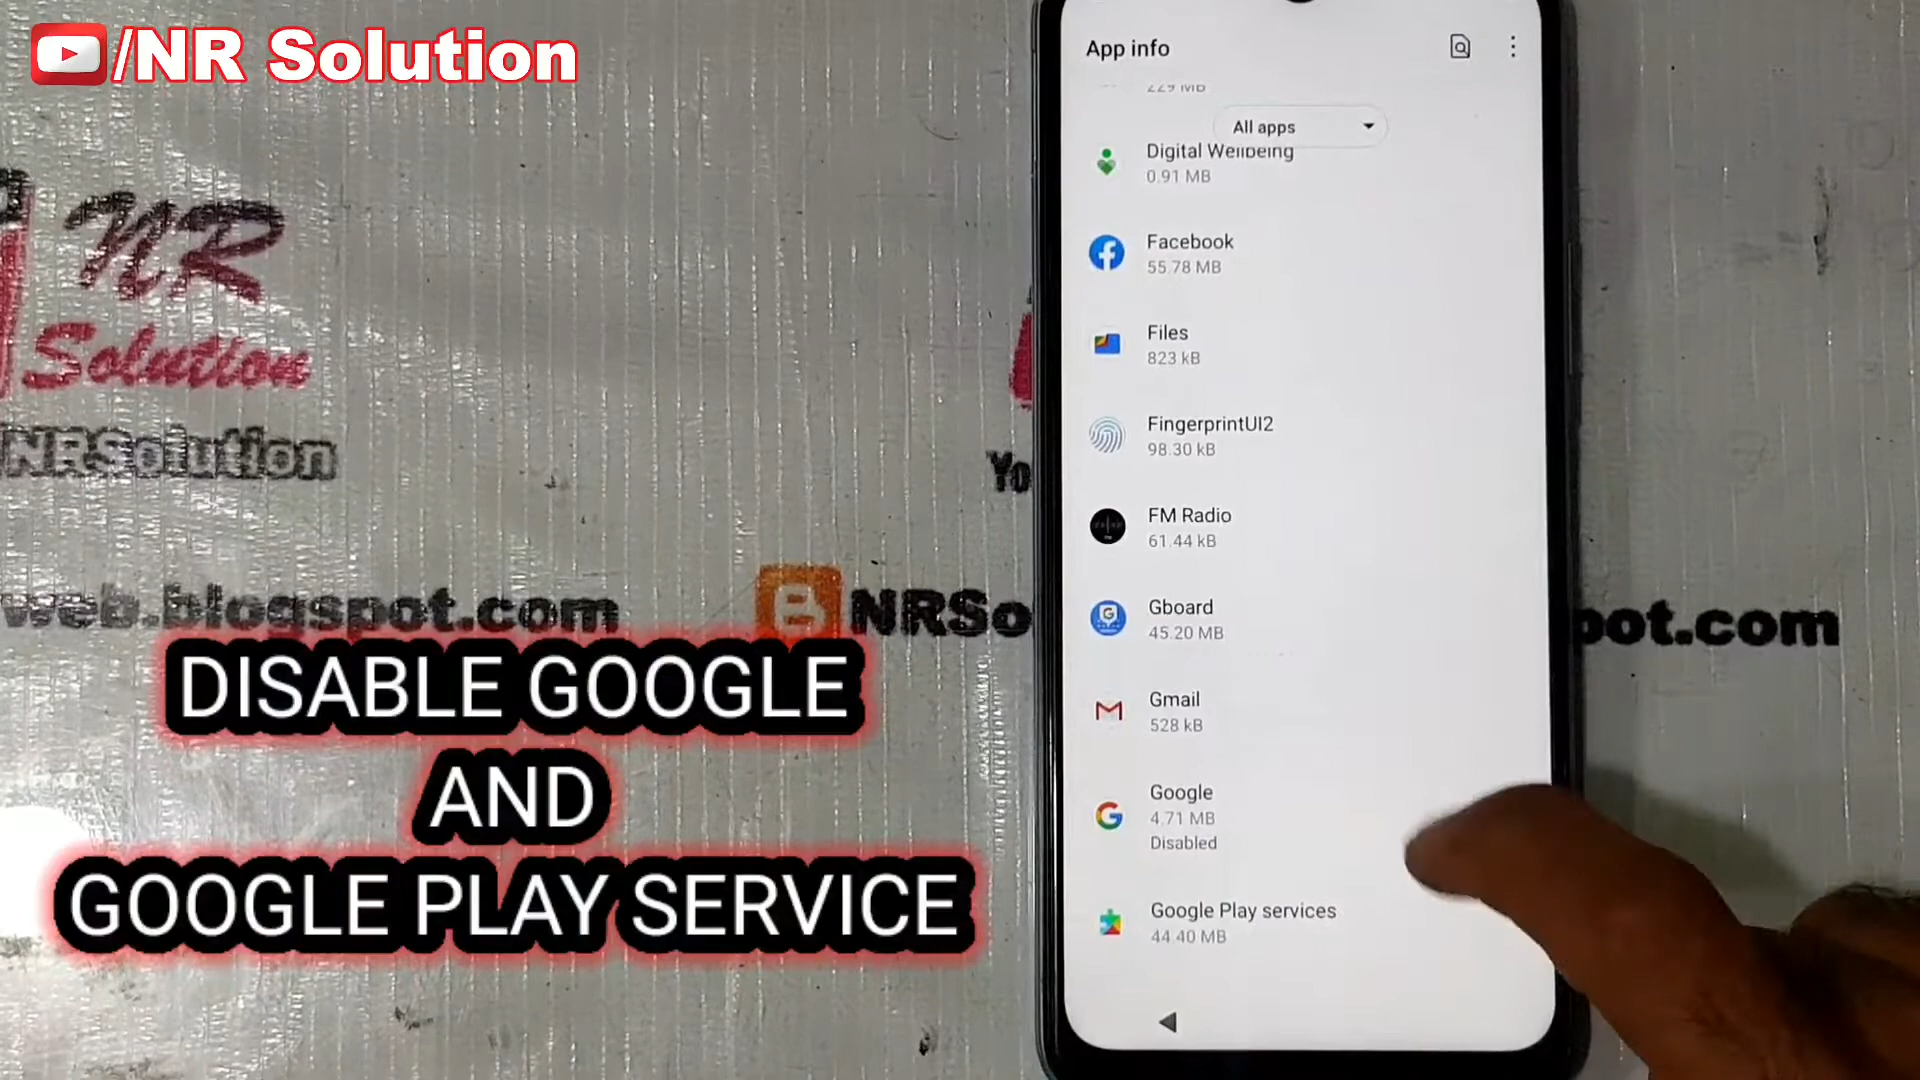 /NR Solution
NR
Solution
NRSolution
web.blogspot.com
NRSo
pot.com
Yo
DISABLE GOOGLE
AND
GOOGLE PLAY SERVICE
App info
229 MB
All apps
Digital Wellbeing
0.91 MB
Facebook
55.78 MB
Files
823 kB
FingerprintUI2
98.30 kB
FM Radio
61.44 kB
Gboard
45.20 MB
Gmail
528 kB
Google
4.71 MB
Disabled
Google Play services
44.40 MB